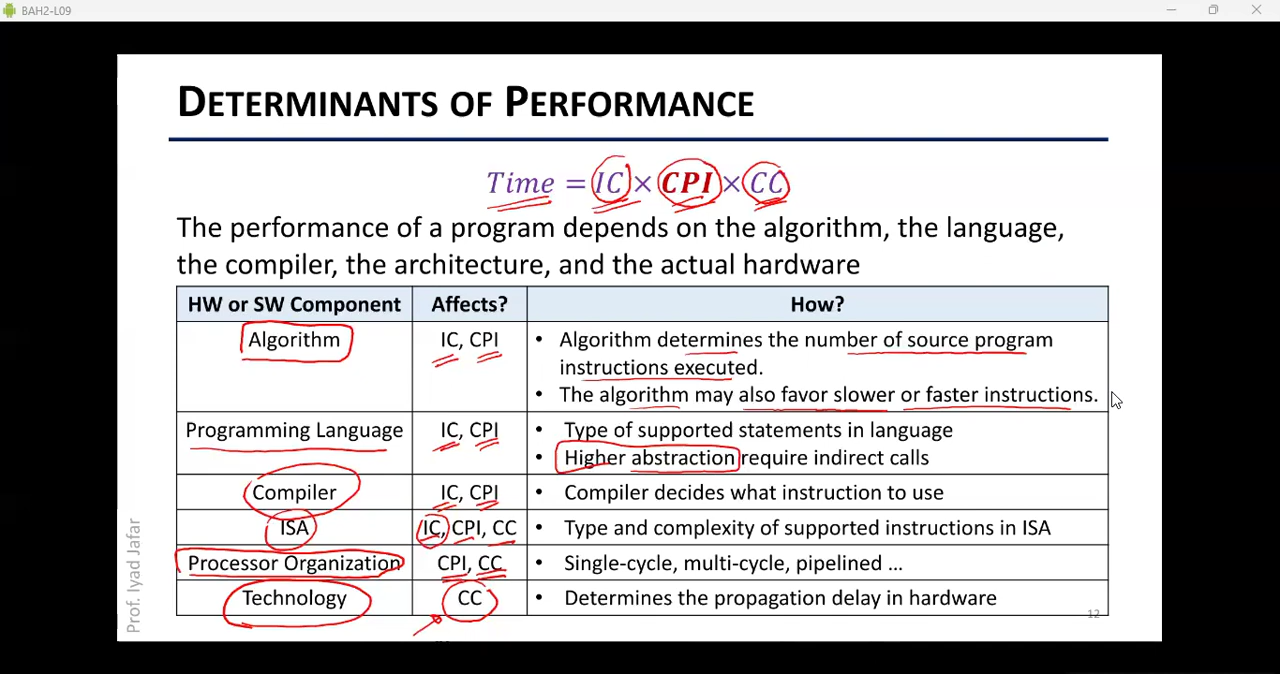 BAH2-L09
DETERMINANTS OF PERFORMANCE
Time = IC × CPI × CC
The performance of a program depends on the algorithm, the language,
the compiler, the architecture, and the actual hardware
HW or SW Component Affects? How?
Algorithm IC, CPI • Algorithm determines the number of source program
instructions executed.
• The algorithm may also favor slower or faster instructions.
Programming Language IC, CPI • Type of supported statements in language
• Higher abstraction require indirect calls
Compiler IC, CPI • Compiler decides what instruction to use
ISA IC, CPI, CC • Type and complexity of supported instructions in ISA
Processor Organization CPI, CC • Single-cycle, multi-cycle, pipelined ...
Technology CC • Determines the propagation delay in hardware
12
Prof. Iyad Jafar